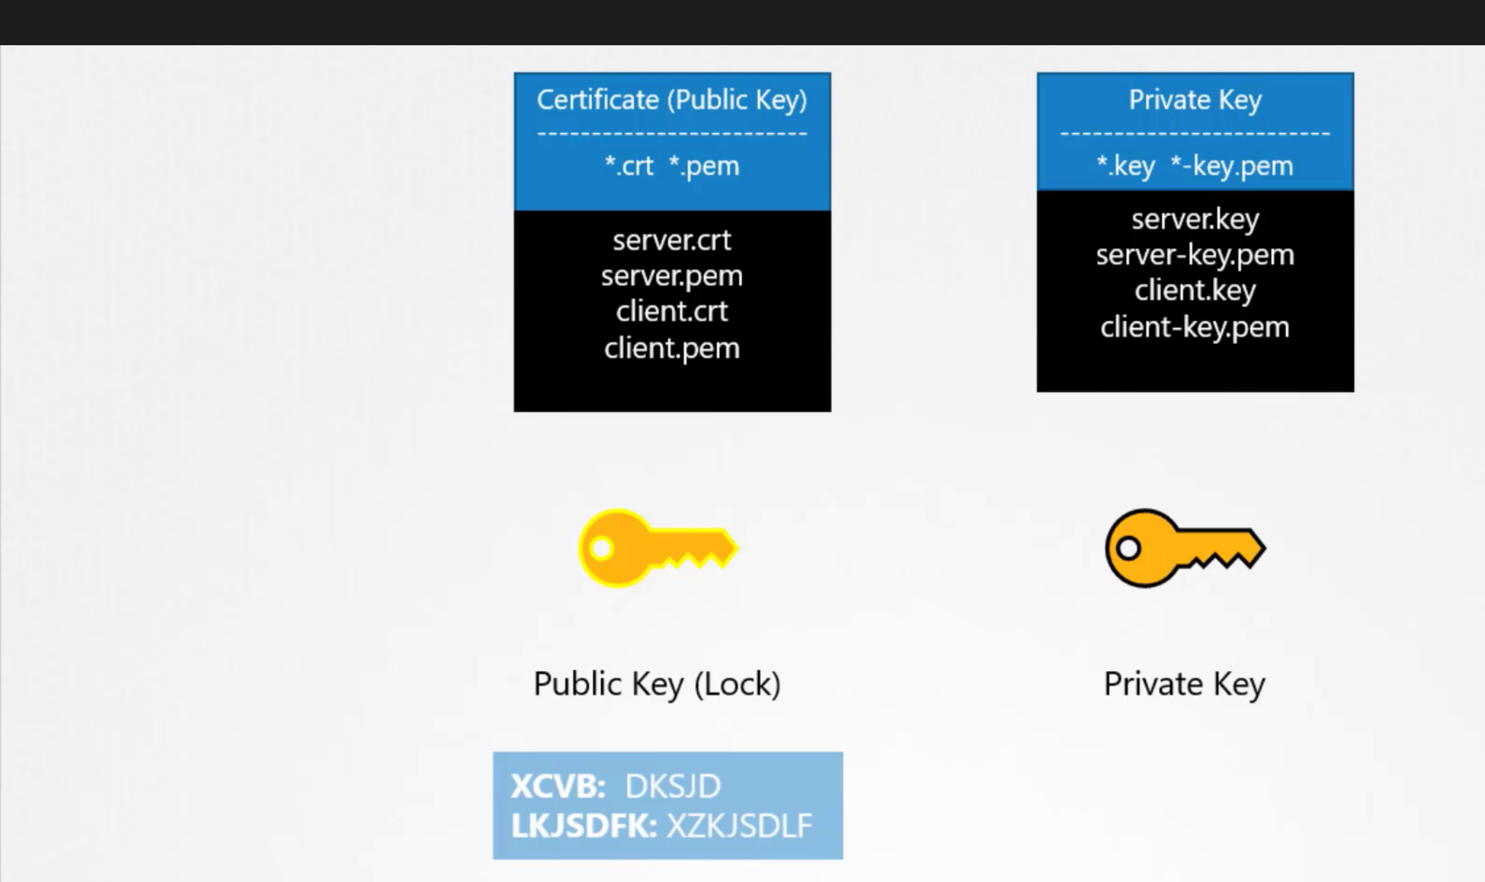 Certificate (Public Key)
-------------------------
*.crt *.pem
server.crt
server.pem
client.crt
client.pem
Private Key
-------------------------
*.key *-key.pem
server.key
server-key.pem
client.key
client-key.pem
Public Key (Lock)
Private Key
XCVB: DKSJD
LKJSDFK: XZKJSDLF